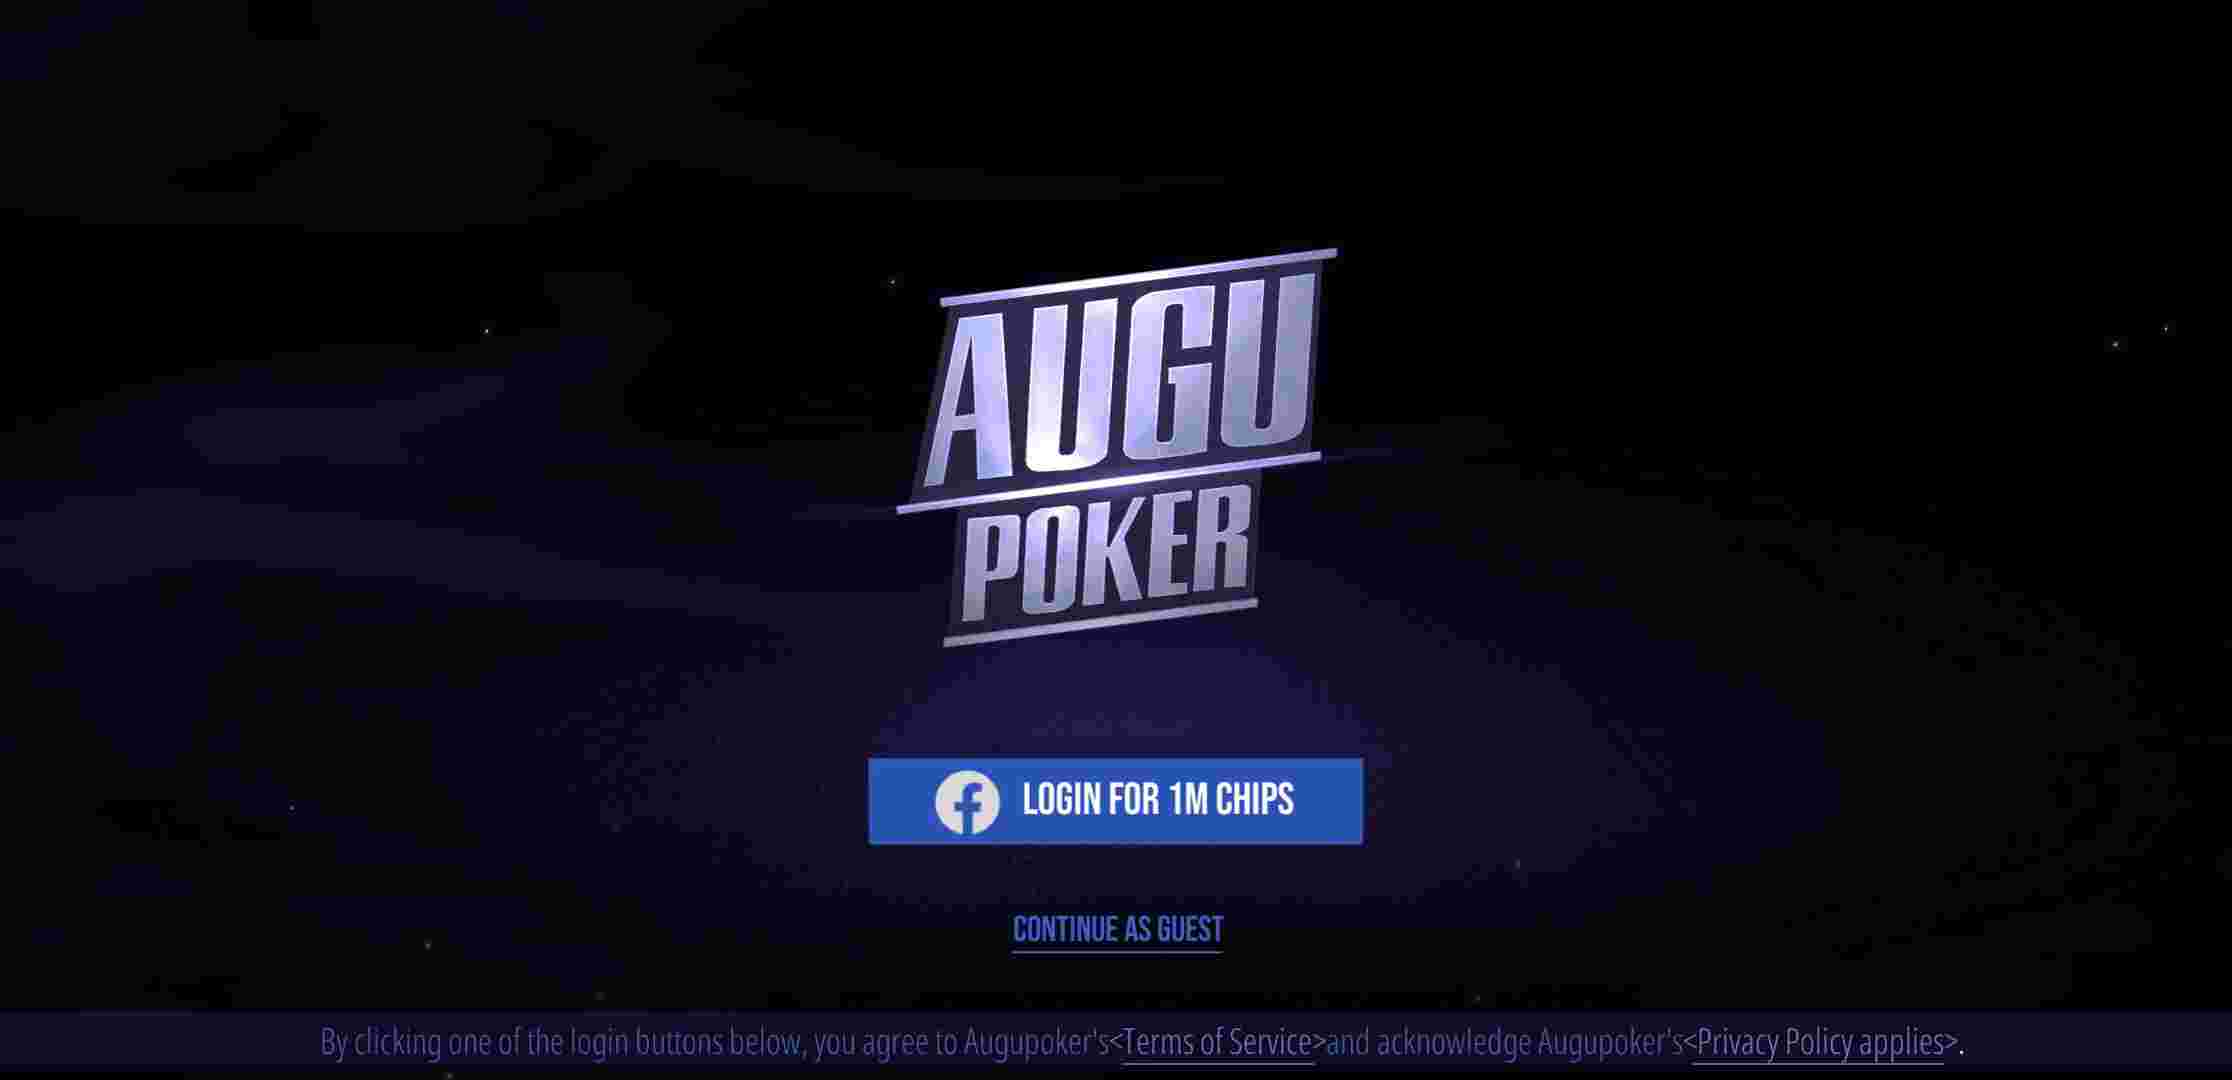 AUGU
POKER
LOGIN FOR 1M CHIPS
CONTINUE AS GUEST
By clicking one of the login buttons below, you agree to Augupoker's<Terms of Service>and acknowledge Augupoker's<Privacy Policy applies>.